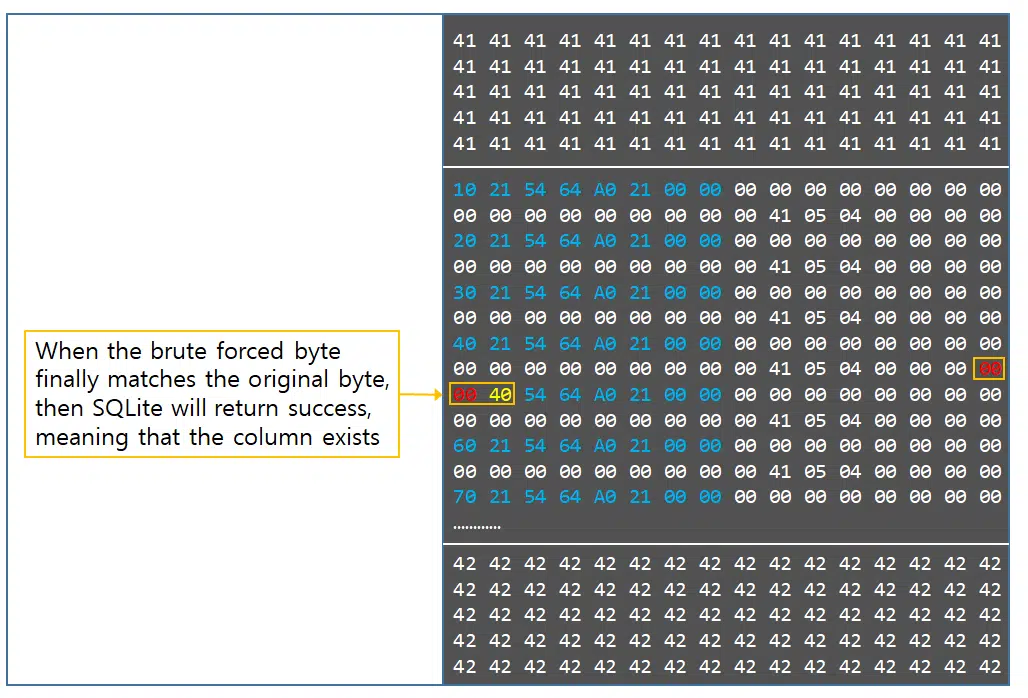 41 41 41 41 41 41 41 41 41 41 41 41 41 41 41 41
41 41 41 41 41 41 41 41 41 41 41 41 41 41 41 41
41 41 41 41 41 41 41 41 41 41 41 41 41 41 41 41
41 41 41 41 41 41 41 41 41 41 41 41 41 41 41 41
41 41 41 41 41 41 41 41 41 41 41 41 41 41 41 41
10 21 54 64 A0 21 00 00 00 00 00 00 00 00 00 00
00 00 00 00 00 00 00 00 00 41 05 04 00 00 00 00
20 21 54 64 A0 21 00 00 00 00 00 00 00 00 00 00
00 00 00 00 00 00 00 00 00 41 05 04 00 00 00 00
30 21 54 64 A0 21 00 00 00 00 00 00 00 00 00 00
00 00 00 00 00 00 00 00 00 41 05 04 00 00 00 00
40 21 54 64 A0 21 00 00 00 00 00 00 00 00 00 00
00 00 00 00 00 00 00 00 00 41 05 04 00 00 00 00
00 40 54 64 A0 21 00 00 00 00 00 00 00 00 00 00
00 00 00 00 00 00 00 00 00 41 05 04 00 00 00 00
60 21 54 64 A0 21 00 00 00 00 00 00 00 00 00 00
00 00 00 00 00 00 00 00 00 41 05 04 00 00 00 00
70 21 54 64 A0 21 00 00 00 00 00 00 00 00 00 00
............
42 42 42 42 42 42 42 42 42 42 42 42 42 42 42 42
42 42 42 42 42 42 42 42 42 42 42 42 42 42 42 42
42 42 42 42 42 42 42 42 42 42 42 42 42 42 42 42
42 42 42 42 42 42 42 42 42 42 42 42 42 42 42 42
42 42 42 42 42 42 42 42 42 42 42 42 42 42 42 42
When the brute forced byte
finally matches the original byte,
then SQLite will return success,
meaning that the column exists